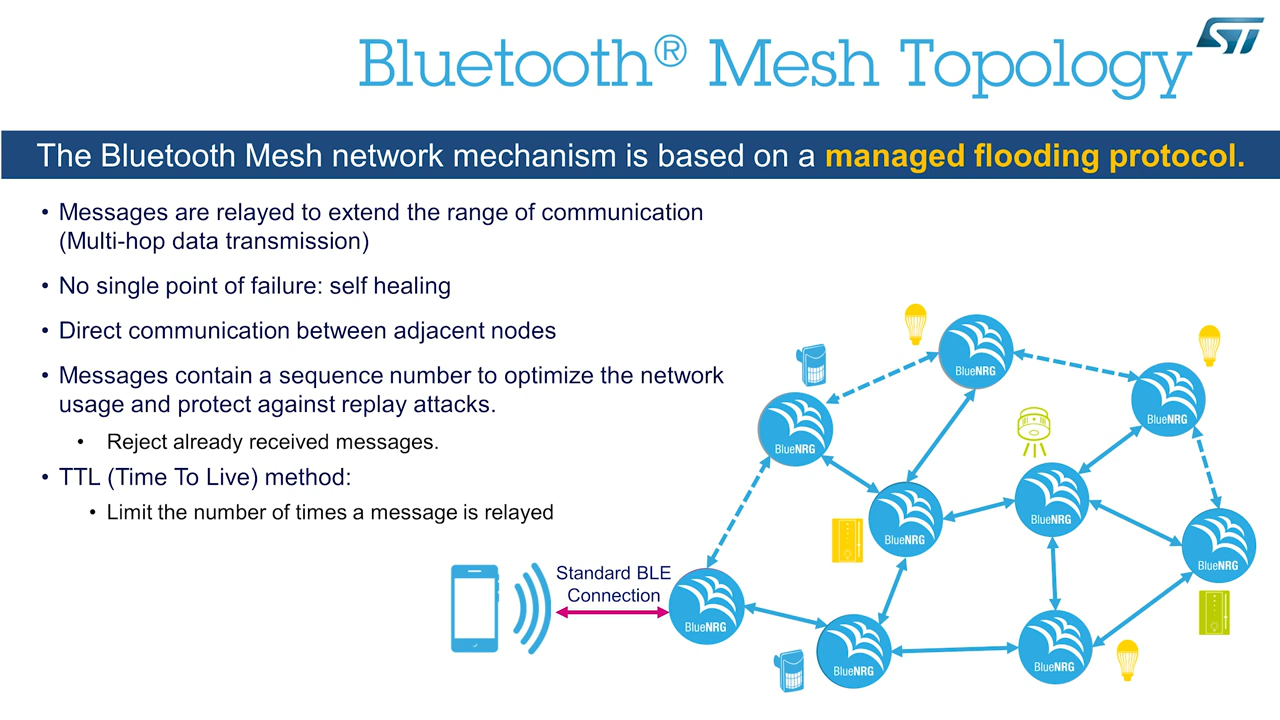 Bluetooth® Mesh Topology
ST
The Bluetooth Mesh network mechanism is based on a managed flooding protocol.
• Messages are relayed to extend the range of communication
(Multi-hop data transmission)
• No single point of failure: self healing
• Direct communication between adjacent nodes
• Messages contain a sequence number to optimize the network
usage and protect against replay attacks.
• Reject already received messages.
• TTL (Time To Live) method:
• Limit the number of times a message is relayed
BlueNRG
BlueNRG
BlueNRG
BlueNRG
BlueNRG
BlueNRG
Standard BLE
Connection
BlueNRG
BlueNRG
BlueNRG